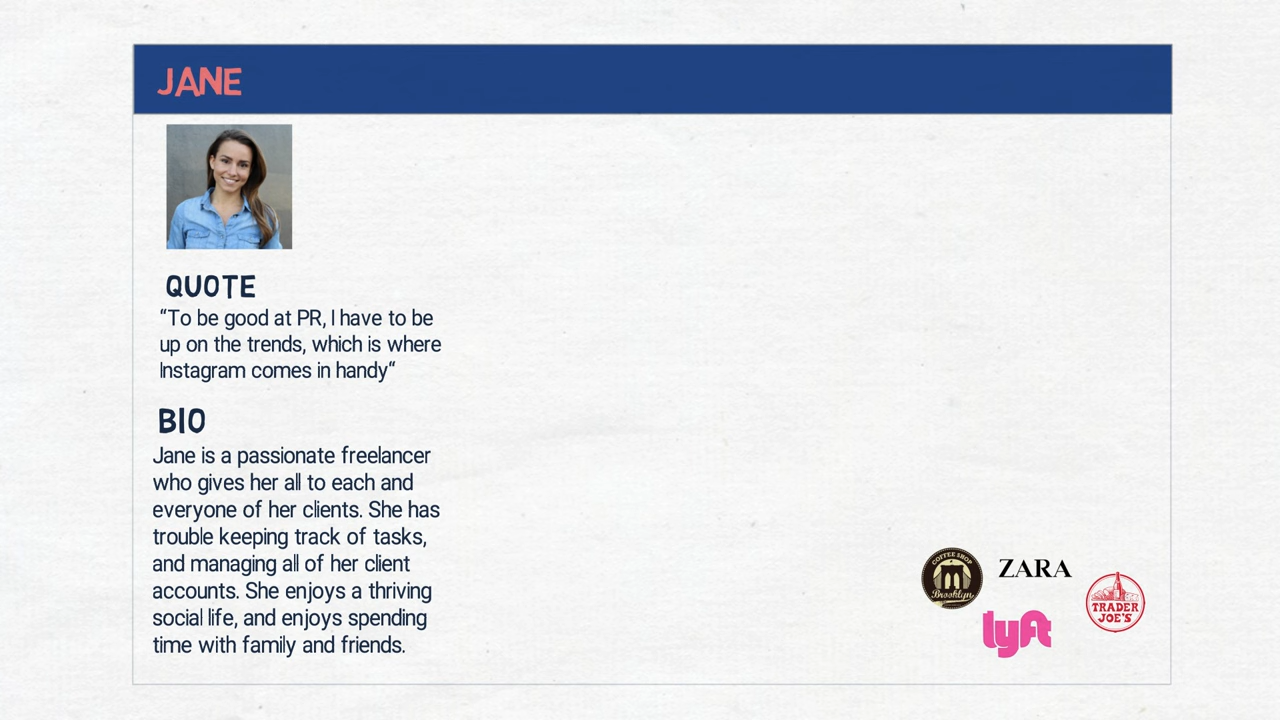 JANE
QUOTE
“To be good at PR, I have to be
up on the trends, which is where
Instagram comes in handy“
BIO
Jane is a passionate freelancer
who gives her all to each and
everyone of her clients. She has
trouble keeping track of tasks,
and managing all of her client
accounts. She enjoys a thriving
social life, and enjoys spending
time with family and friends.
COFFEE SHOP
Brooklyn
ZARA
TRADER
JOE'S
lyft